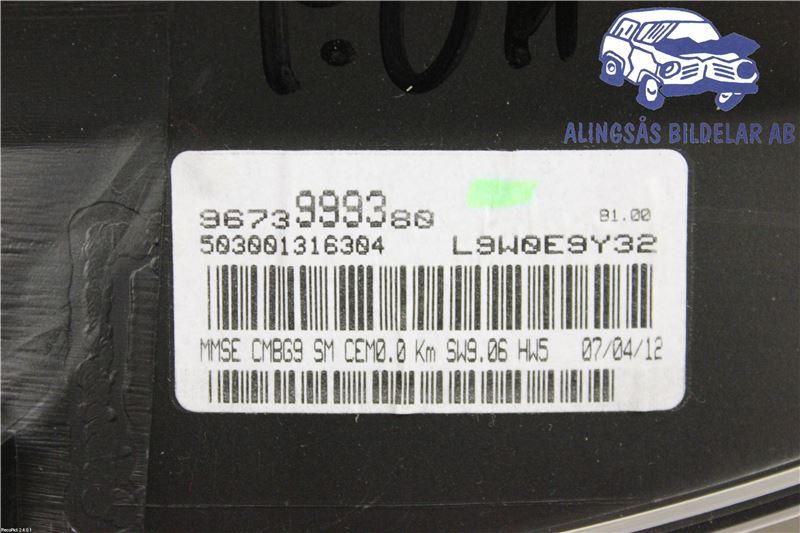 ALINGSÅS BILDELAR AB
9673999380 81.00
503001316304 L9W0E9Y32
MMSE CMBG9 SM CEM0.0 Km SW9.06 HW5 07/04/12